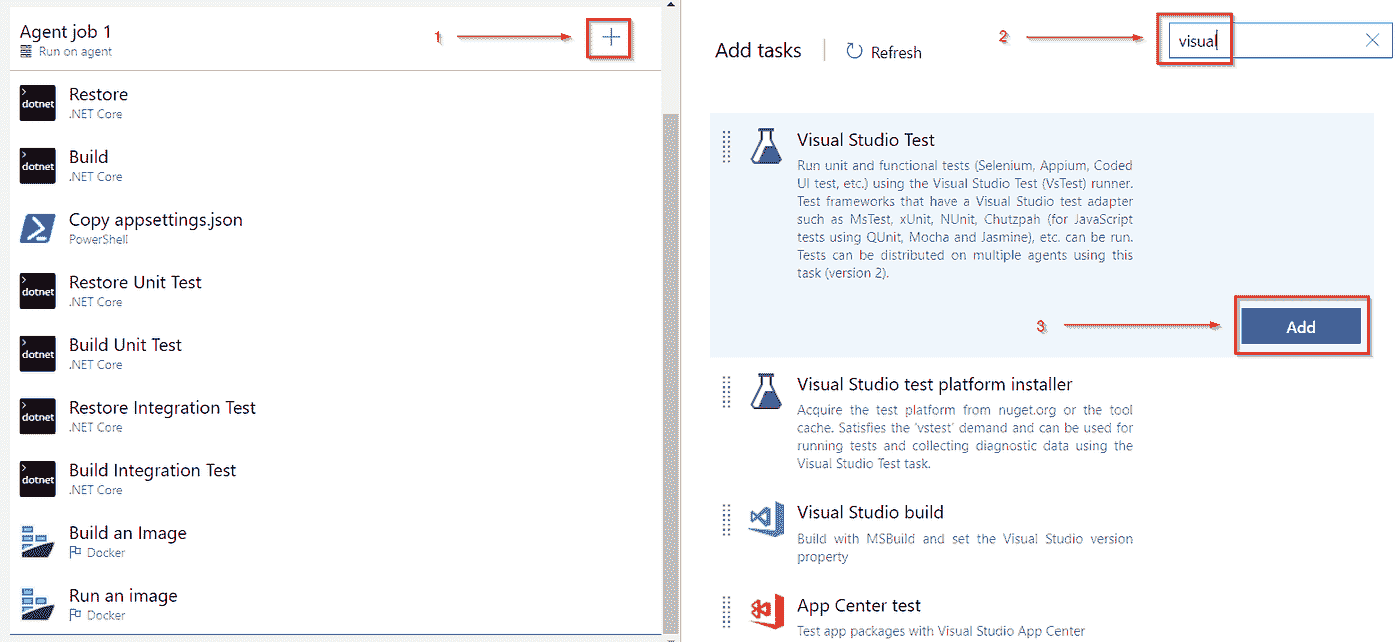 Agent job 1
Run on agent
1
dotnet
Restore
.NET Core
dotnet
Build
.NET Core
Copy appsettings.json
PowerShell
dotnet
Restore Unit Test
.NET Core
dotnet
Build Unit Test
.NET Core
dotnet
Restore Integration Test
.NET Core
dotnet
Build Integration Test
.NET Core
Build an Image
Docker
Run an image
Docker
Add tasks
Refresh
2
visual
Visual Studio Test
Run unit and functional tests (Selenium, Appium, Coded
UI test, etc.) using the Visual Studio Test (VsTest) runner.
Test frameworks that have a Visual Studio test adapter
such as MsTest, xUnit, NUnit, Chutzpah (for JavaScript
tests using QUnit, Mocha and Jasmine), etc. can be run.
Tests can be distributed on multiple agents using this
task (version 2).
3
Add
Visual Studio test platform installer
Acquire the test platform from nuget.org or the tool
cache. Satisfies the 'vstest' demand and can be used for
running tests and collecting diagnostic data using the
Visual Studio Test task.
Visual Studio build
Build with MSBuild and set the Visual Studio version
property
App Center test
Test app packages with Visual Studio App Center